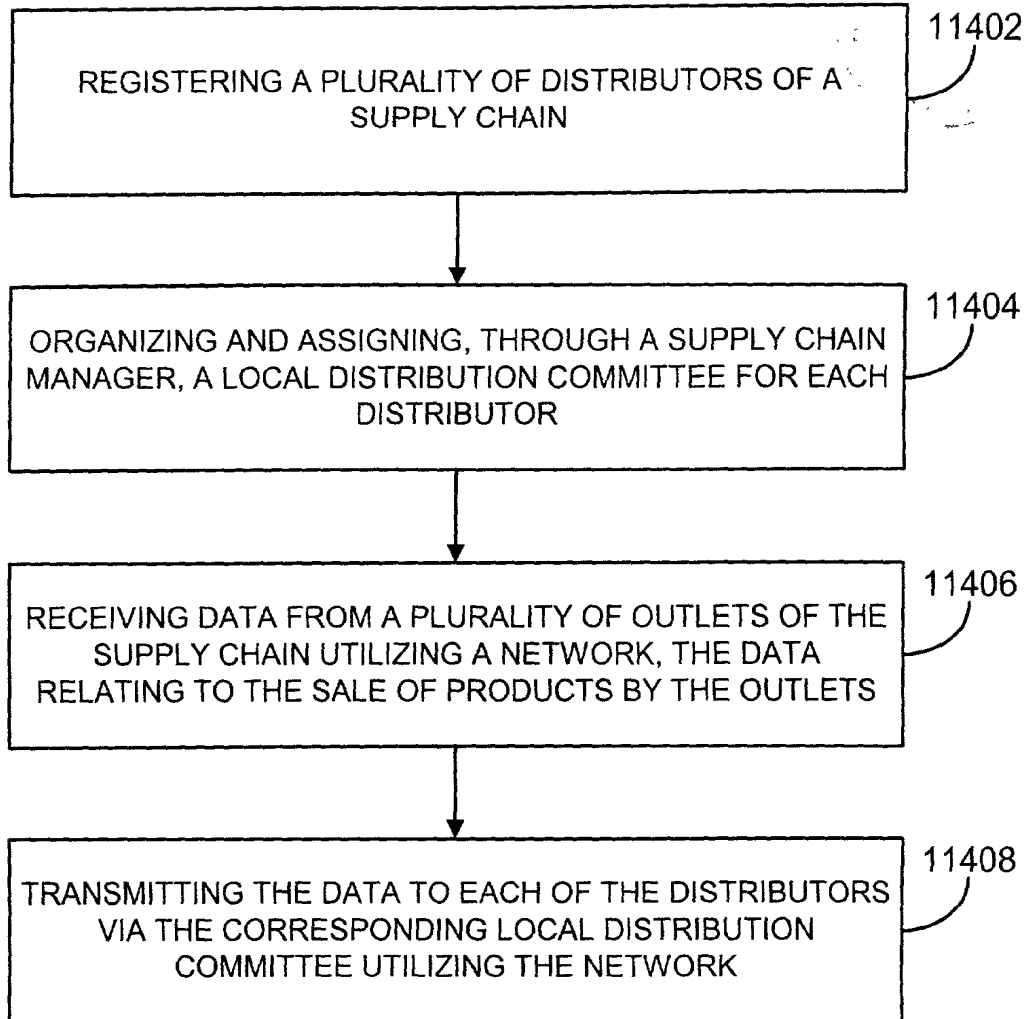 11402
REGISTERING A PLURALITY OF DISTRIBUTORS OF A
SUPPLY CHAIN
11404
ORGANIZING AND ASSIGNING, THROUGH A SUPPLY CHAIN
MANAGER, A LOCAL DISTRIBUTION COMMITTEE FOR EACH
DISTRIBUTOR
11406
RECEIVING DATA FROM A PLURALITY OF OUTLETS OF THE
SUPPLY CHAIN UTILIZING A NETWORK, THE DATA
RELATING TO THE SALE OF PRODUCTS BY THE OUTLETS
11408
TRANSMITTING THE DATA TO EACH OF THE DISTRIBUTORS
VIA THE CORRESPONDING LOCAL DISTRIBUTION
COMMITTEE UTILIZING THE NETWORK